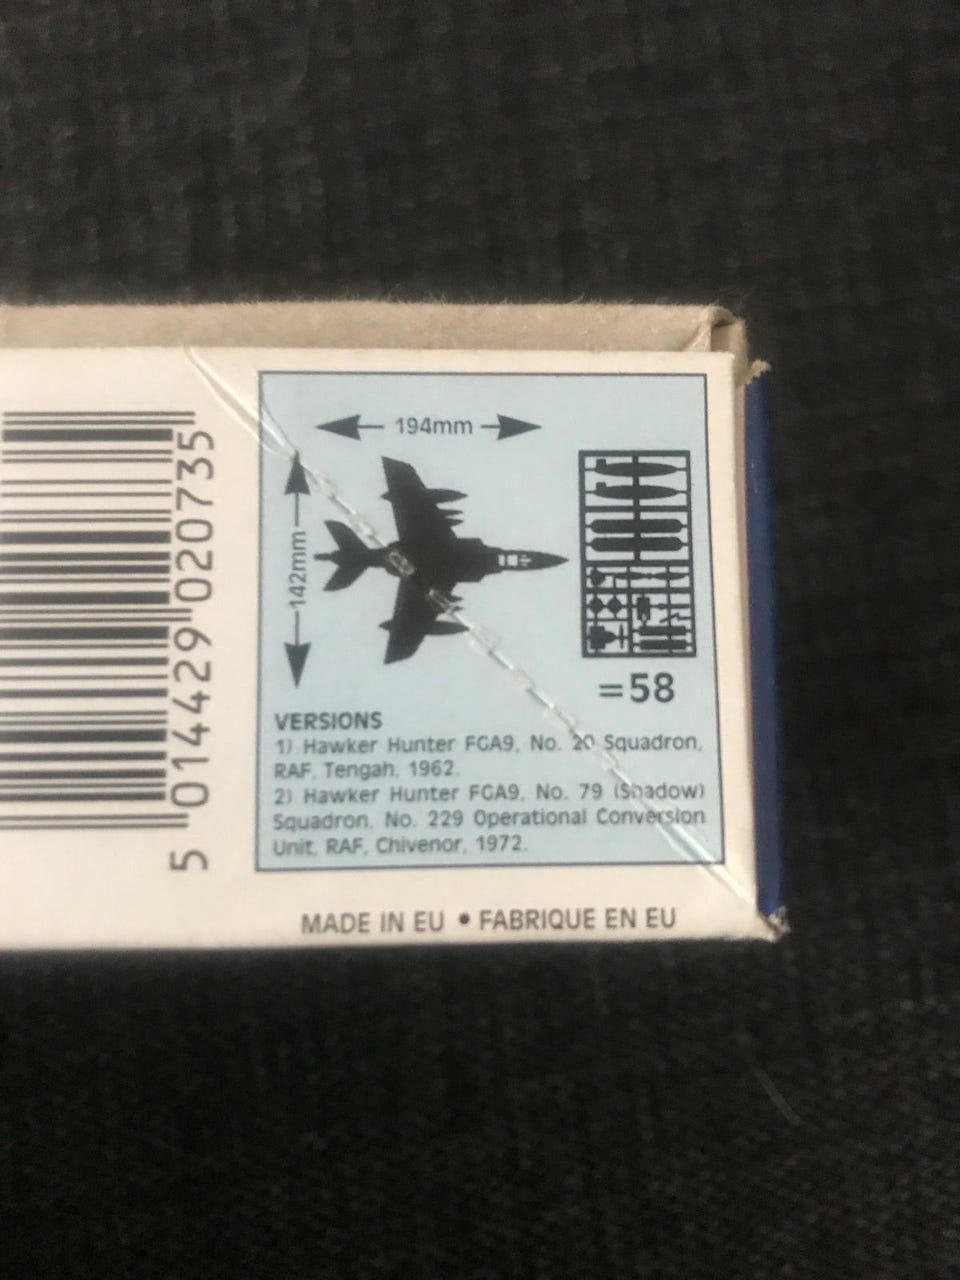 194mm
142mm
=58
VERSIONS
1) Hawker Hunter FGA9, No. 20 Squadron,
RAF, Tengah, 1962.
2) Hawker Hunter FGA9, No. 79 (Shadow)
Squadron, No. 229 Operational Conversion
Unit, RAF, Chivenor, 1972.
MADE IN EU • FABRIQUE EN EU
5 014429 020735